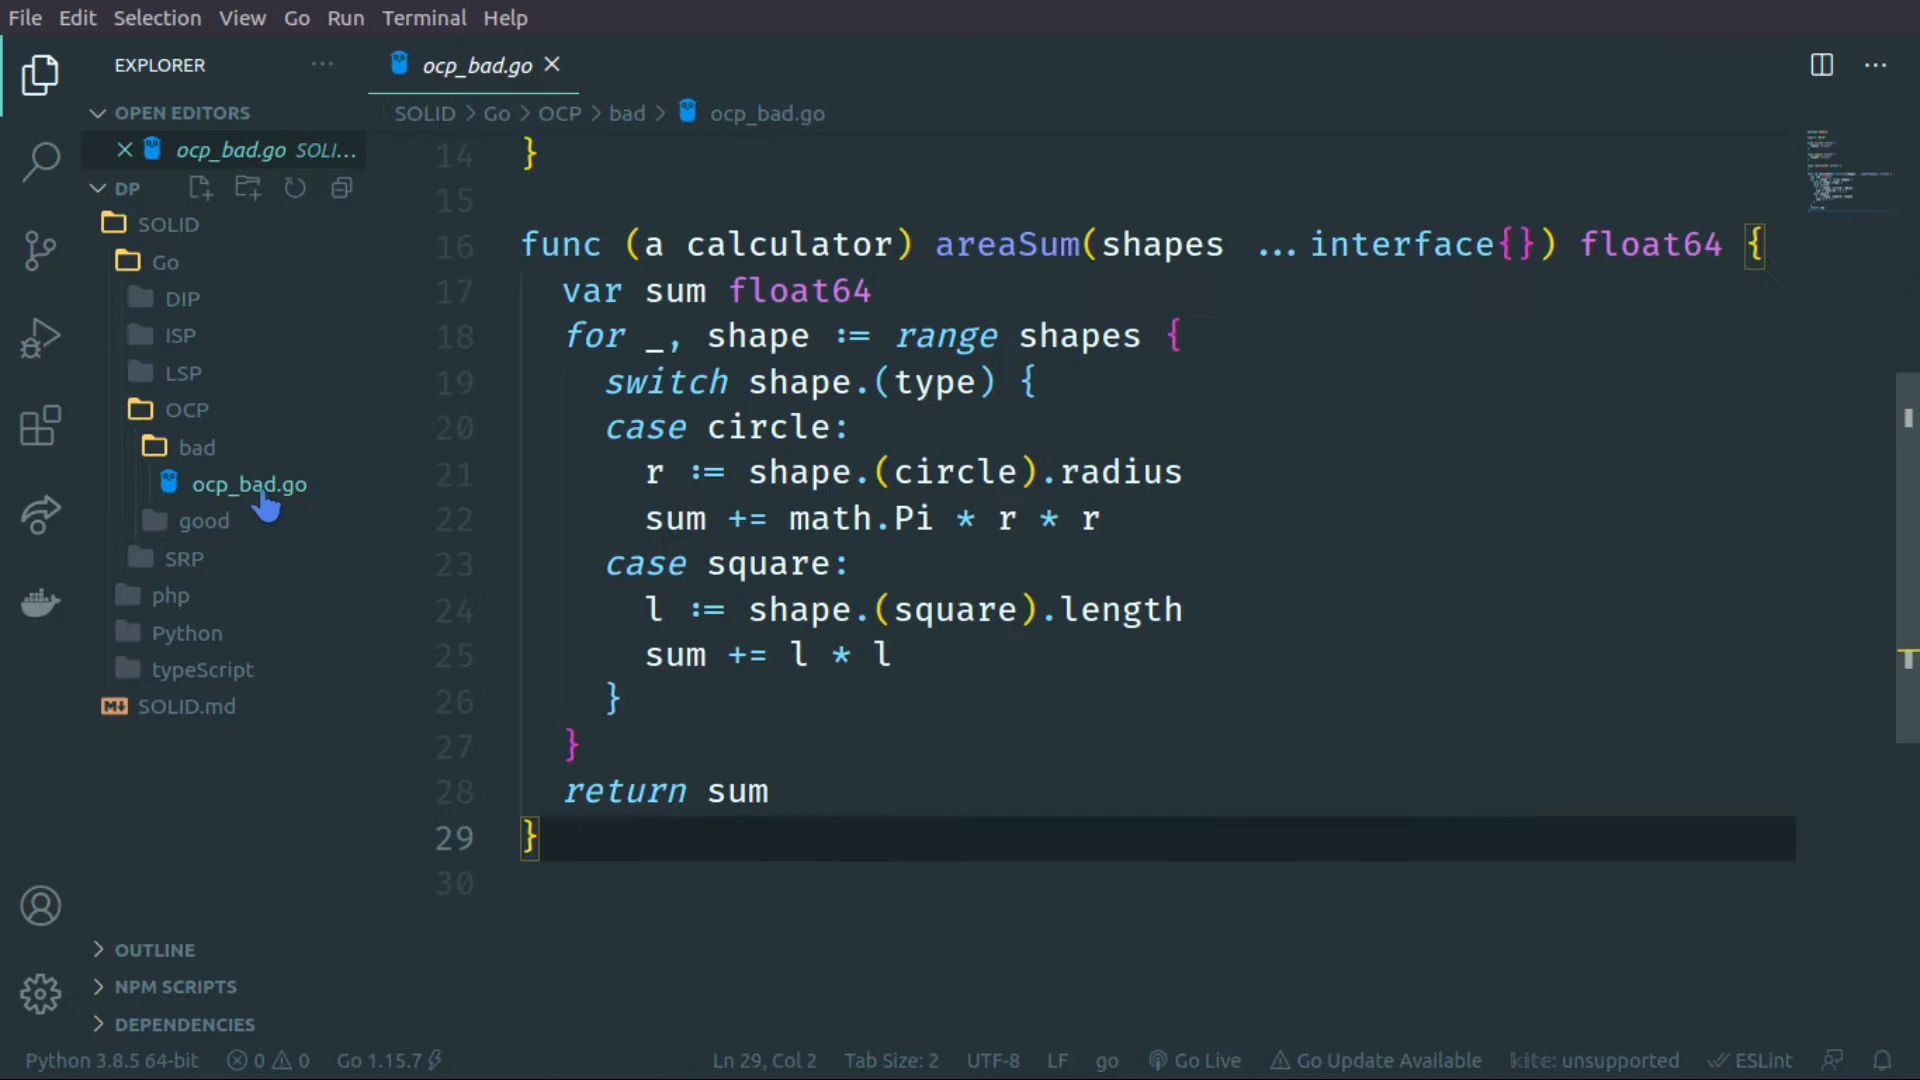 File Edit Selection View Go Run Terminal Help
EXPLORER
OPEN EDITORS
ocp_bad.go SOLI...
DP
SOLID
Go
DIP
ISP
LSP
OCP
bad
ocp_bad.go
good
SRP
php
Python
typeScript
SOLID.md
OUTLINE
NPM SCRIPTS
DEPENDENCIES
ocp_bad.go
SOLID > Go > OCP > bad > ocp_bad.go
14 }
15
16 func (a calculator) areaSum(shapes ...interface{}) float64 {
17 var sum float64
18 for _, shape := range shapes {
19 switch shape.(type) {
20 case circle:
21 r := shape.(circle).radius
22 sum += math.Pi * r * r
23 case square:
24 l := shape.(square).length
25 sum += l * l
26 }
27 }
28 return sum
29 }
30
Python 3.8.5 64-bit 0 0 Go 1.15.7 Ln 29, Col 2 Tab Size: 2 UTF-8 LF go Go Live Go Update Available kite: unsupported ESLint